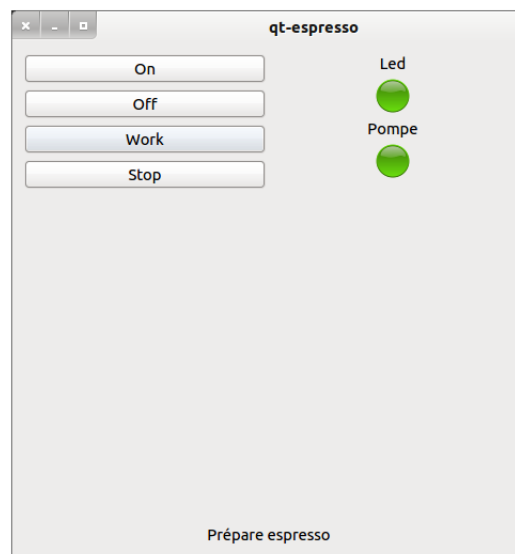 qt-espresso
On
Off
Work
Stop
Led
Pompe
Prépare espresso